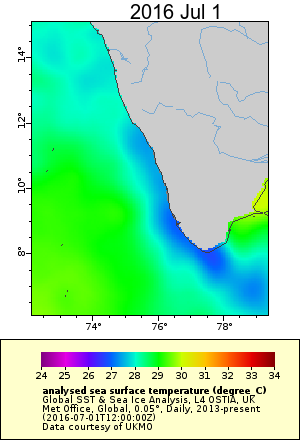 2016 Jul 1
14°
12°
10°
8°
74°
76°
78°
24 25 26 27 28 29 30 31 32 33 34
analysed sea surface temperature (degree_C)
Global SST & Sea Ice Analysis, L4 OSTIA, UK
Met Office, Global, 0.05°, Daily, 2013-present
(2016-07-01T12:00:00Z)
Data courtesy of UKMO